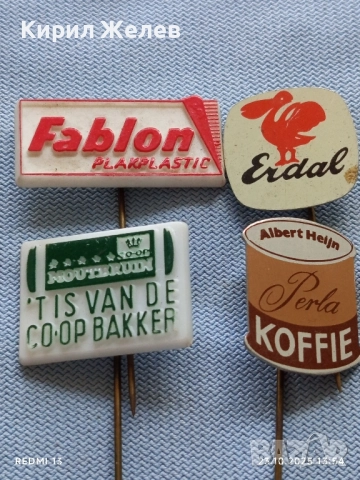 Кирил Желев
Fablon
PLAKPLASTIC
Erdal
CO-OP
MOUTBRUIN
'T IS VAN DE
CO·OP BAKKER
Albert Heijn
Perla
KOFFIE
REDMI 13